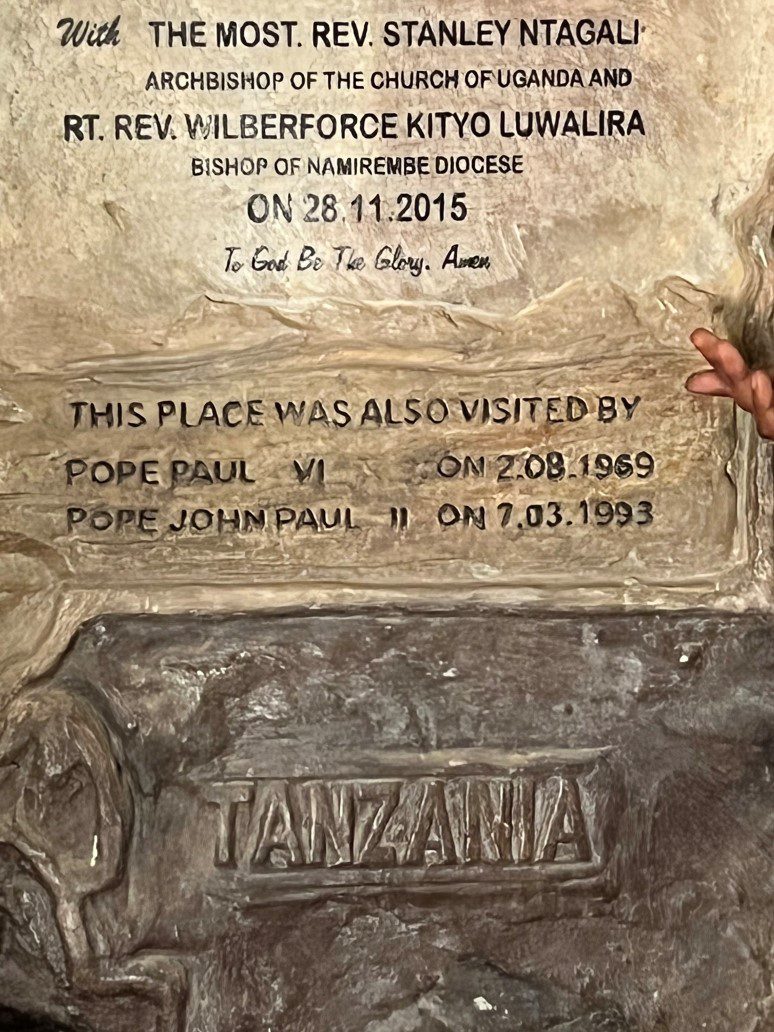 With THE MOST. REV. STANLEY NTAGALI
ARCHBISHOP OF THE CHURCH OF UGANDA AND
RT. REV. WILBERFORCE KITYO LUWALIRA
BISHOP OF NAMIREMBE DIOCESE
ON 28.11.2015
To God Be The Glory. Amen
THIS PLACE WAS ALSO VISITED BY
POPE PAUL VI ON 2.08.1969
POPE JOHN PAUL II ON 7.03.1993
TANZANIA